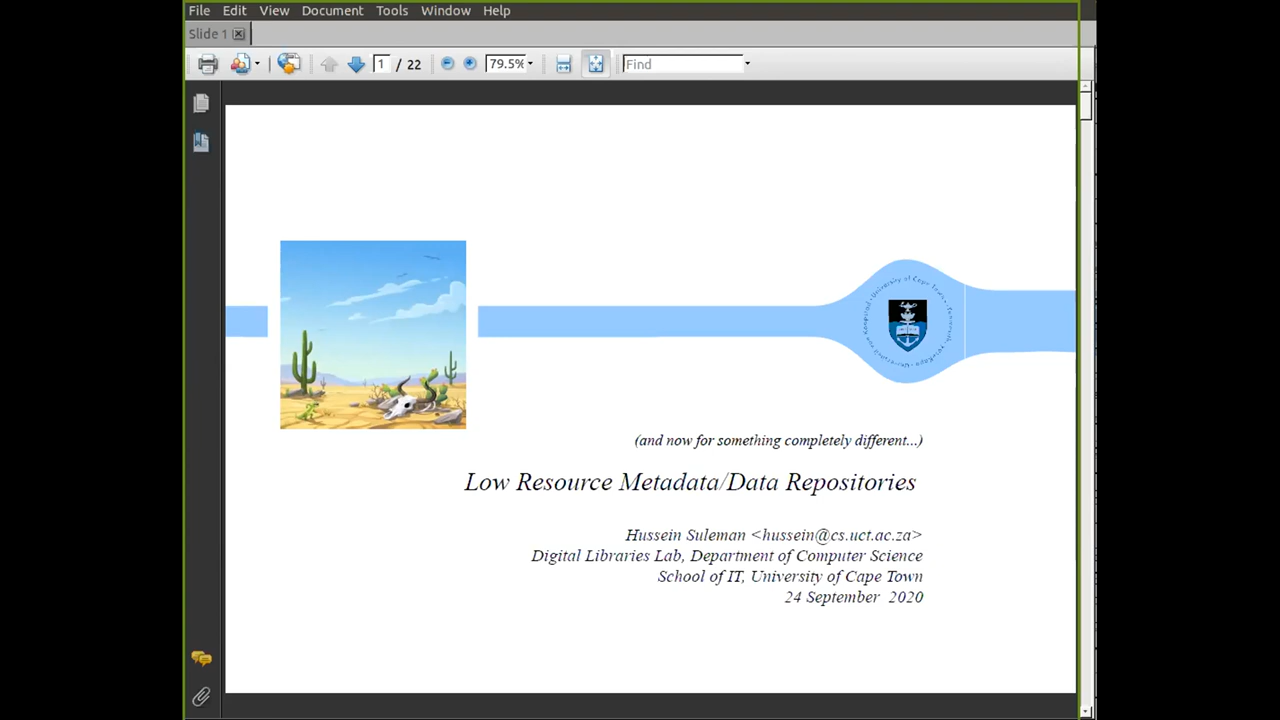 File Edit View Document Tools Window Help
Slide 1
1 / 22 79.5% Find
(and now for something completely different...)
Low Resource Metadata/Data Repositories
Hussein Suleman <hussein@cs.uct.ac.za>
Digital Libraries Lab, Department of Computer Science
School of IT, University of Cape Town
24 September 2020